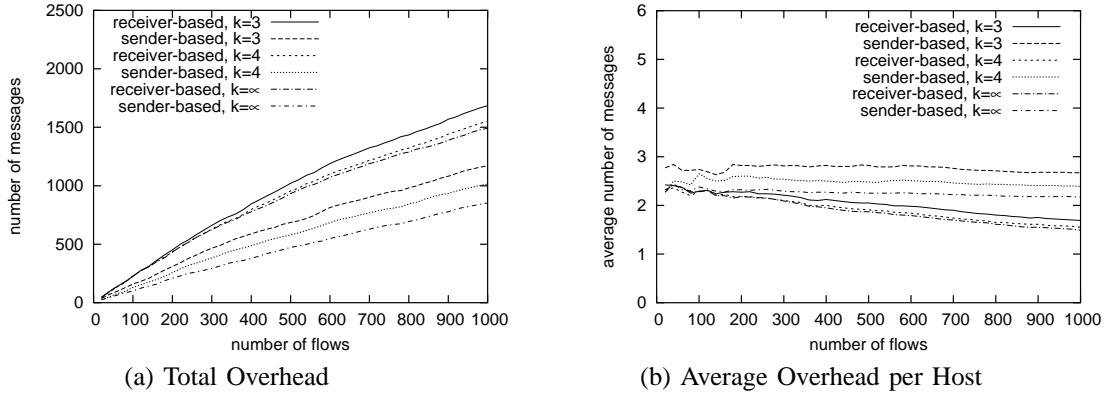 2500
2000
1500
1000
500
0
number of messages
receiver-based, k=3
sender-based, k=3
receiver-based, k=4
sender-based, k=4
receiver-based, k=∞
sender-based, k=∞
0 100 200 300 400 500 600 700 800 900 1000
number of flows
(a) Total Overhead
6
5
4
3
2
1
0
average number of messages
receiver-based, k=3
sender-based, k=3
receiver-based, k=4
sender-based, k=4
receiver-based, k=∞
sender-based, k=∞
0 100 200 300 400 500 600 700 800 900 1000
number of flows
(b) Average Overhead per Host